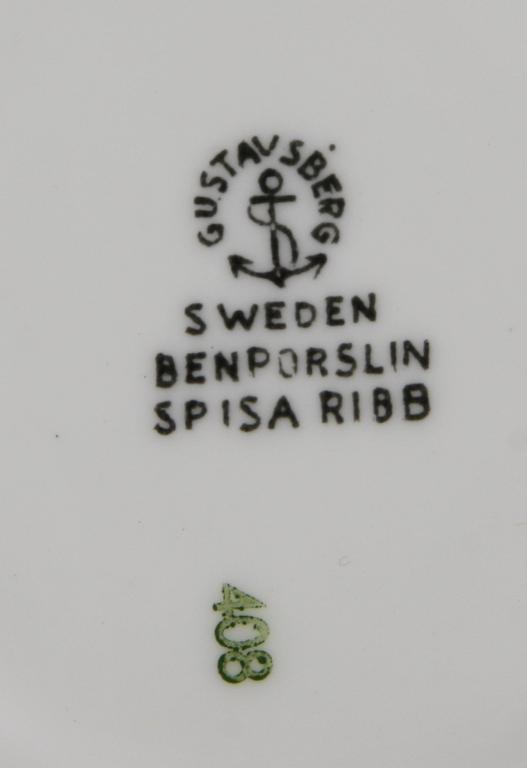 GUSTAVSBERG
SWEDEN
BENPORSLIN
SPISA RIBB
408